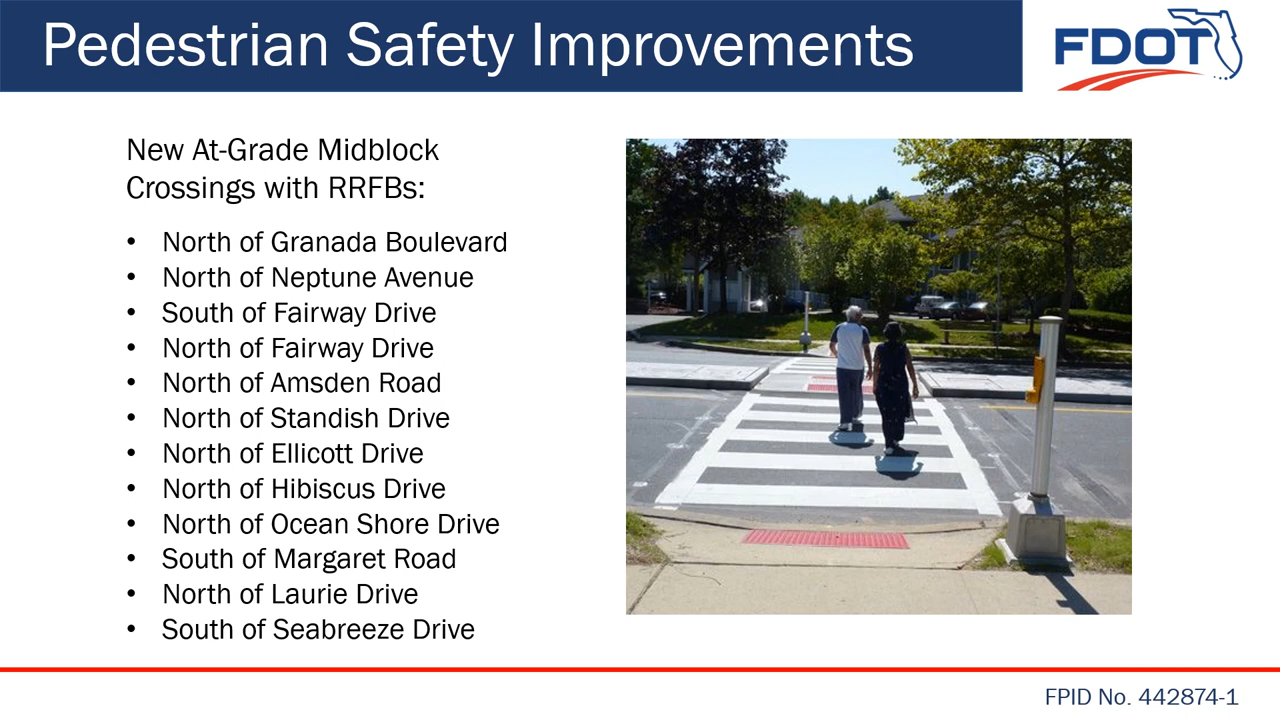 Pedestrian Safety Improvements
FDOT
New At-Grade Midblock
Crossings with RRFBs:
• North of Granada Boulevard
• North of Neptune Avenue
• South of Fairway Drive
• North of Fairway Drive
• North of Amsden Road
• North of Standish Drive
• North of Ellicott Drive
• North of Hibiscus Drive
• North of Ocean Shore Drive
• South of Margaret Road
• North of Laurie Drive
• South of Seabreeze Drive
FPID No. 442874-1